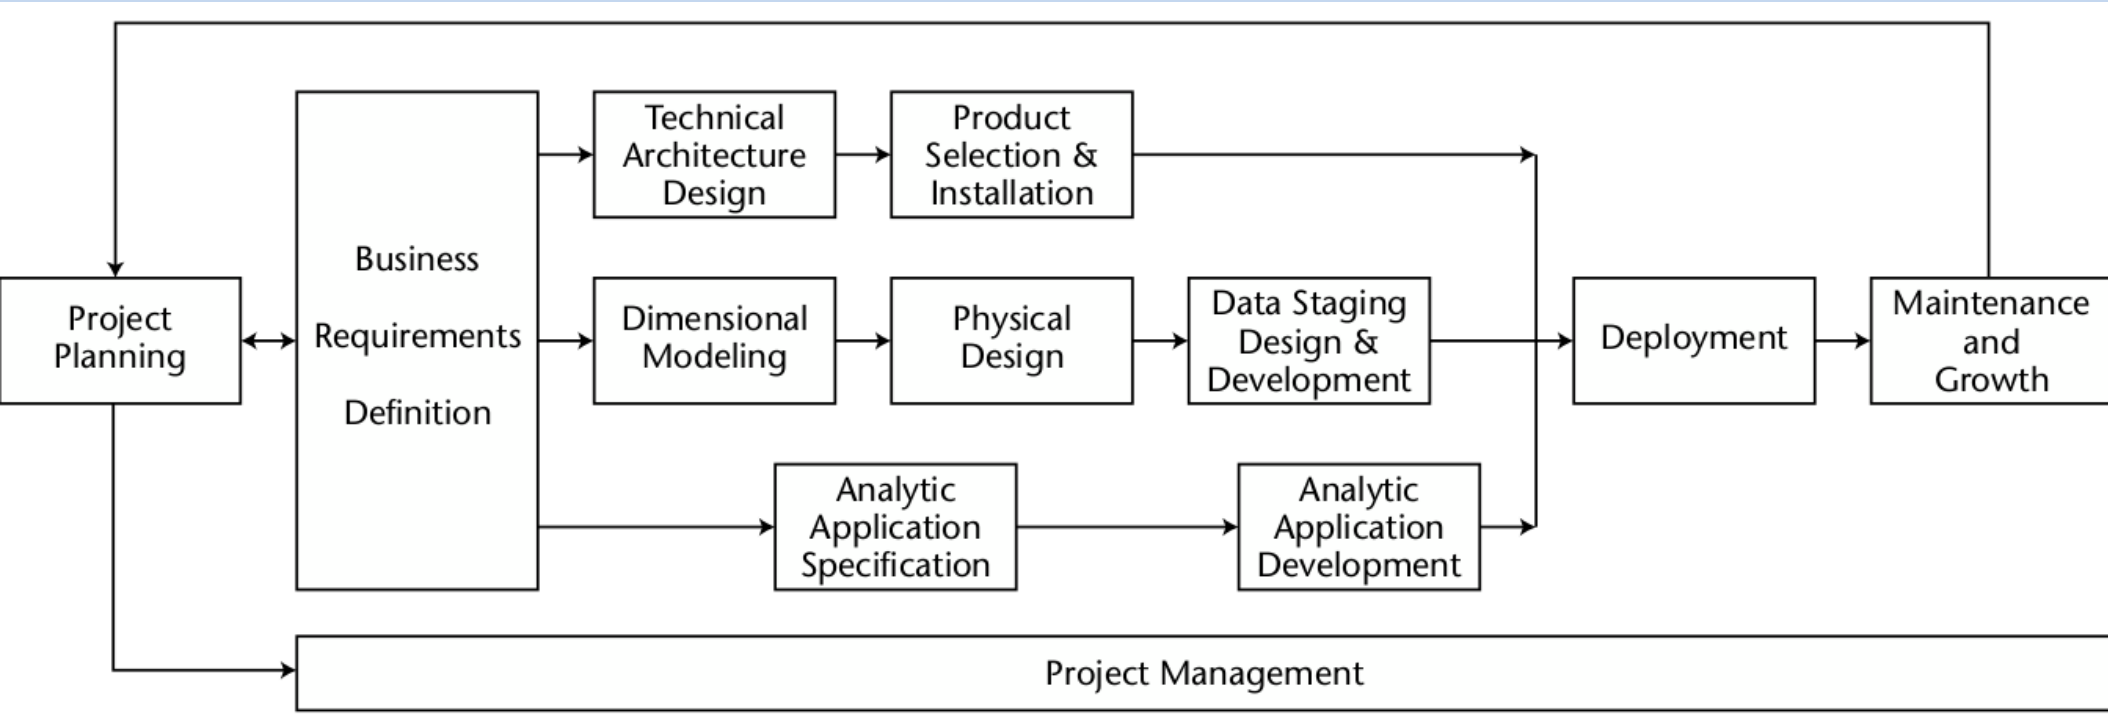 Technical
Architecture
Design
Product
Selection &
Installation
Business
Requirements
Definition
Project
Planning
Dimensional
Modeling
Physical
Design
Data Staging
Design &
Development
Deployment
Maintenance
and
Growth
Analytic
Application
Specification
Analytic
Application
Development
Project Management